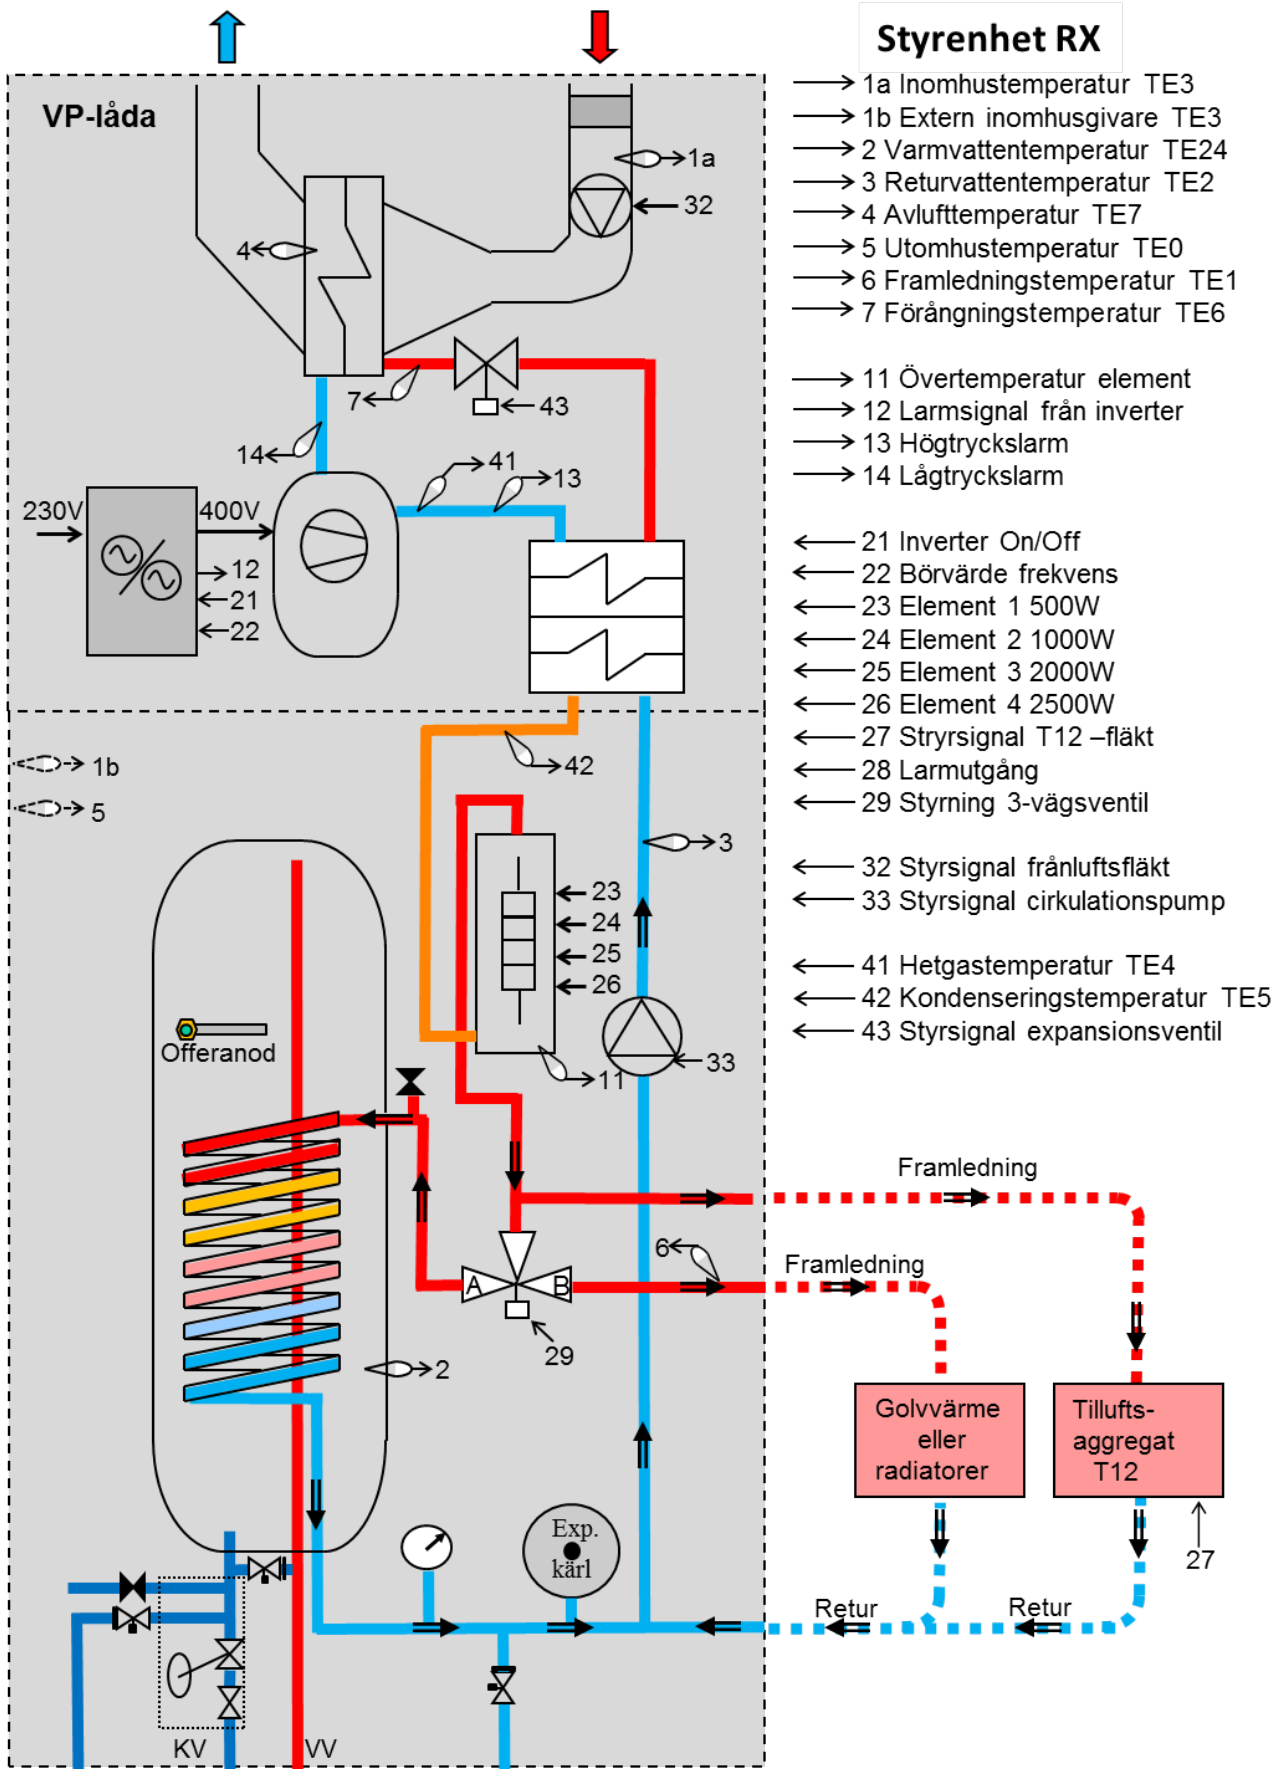 Styrenhet RX
VP-låda
1a Inomhustemperatur TE3
1b Extern inomhusgivare TE3
2 Varmvattentemperatur TE24
3 Returvattentemperatur TE2
4 Avlufttemperatur TE7
5 Utomhustemperatur TE0
6 Framledningstemperatur TE1
7 Förångningstemperatur TE6
11 Övertemperatur element
12 Larmsignal från inverter
13 Högtryckslarm
14 Lågtryckslarm
21 Inverter On/Off
22 Börvärde frekvens
23 Element 1 500W
24 Element 2 1000W
25 Element 3 2000W
26 Element 4 2500W
27 Stryrsignal T12 –fläkt
28 Larmutgång
29 Styrning 3-vägsventil
32 Styrsignal frånluftsfläkt
33 Styrsignal cirkulationspump
41 Hetgastemperatur TE4
42 Kondenseringstemperatur TE5
43 Styrsignal expansionsventil
1a
32
4
7
43
14
41
13
230V
400V
12
21
22
1b
5
42
3
23
24
25
26
Offeranod
11
33
Framledning
6
Framledning
A
B
29
2
Golvvärme
eller
radiatorer
Tillufts-
aggregat
T12
27
Exp.
kärl
Retur
Retur
KV
VV